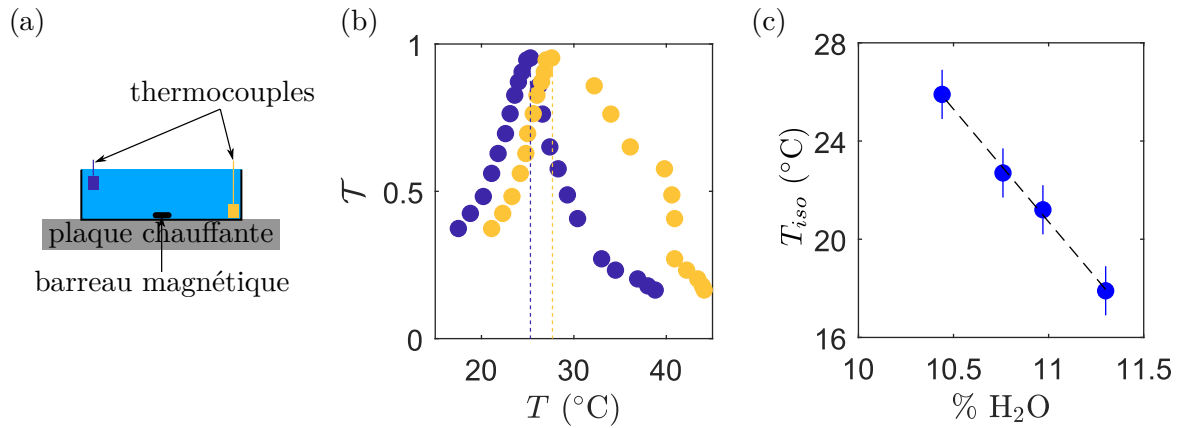 (a)
thermocouples
plaque chauffante
barreau magnétique
(b)
1
0.5
0
𝒯
20 30 40
T (°C)
(c)
28
24
20
16
T_iso (°C)
10 10.5 11 11.5
% H₂O